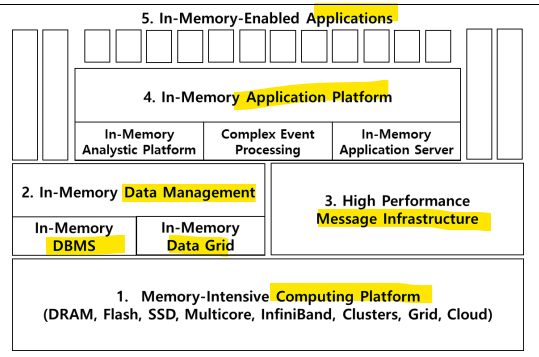 5. In-Memory-Enabled Applications
4. In-Memory Application Platform
In-Memory
Analystic Platform
Complex Event
Processing
In-Memory
Application Server
2. In-Memory Data Management
In-Memory
DBMS
In-Memory
Data Grid
3. High Performance
Message Infrastructure
1. Memory-Intensive Computing Platform
(DRAM, Flash, SSD, Multicore, InfiniBand, Clusters, Grid, Cloud)